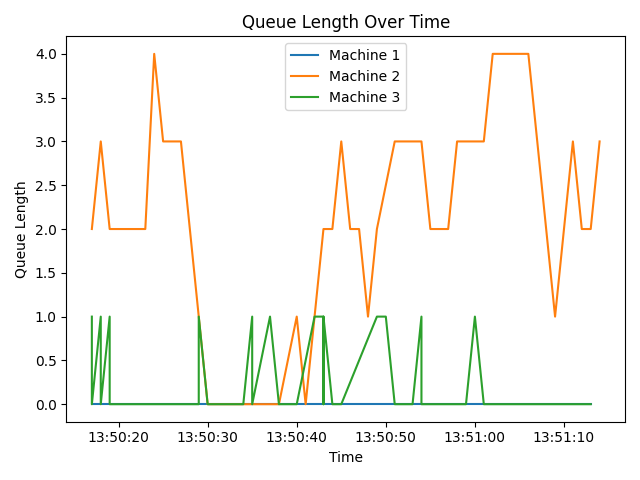 Queue Length Over Time
Machine 1
Machine 2
Machine 3
Queue Length
4.0
3.5
3.0
2.5
2.0
1.5
1.0
0.5
0.0
13:50:20 13:50:30 13:50:40 13:50:50 13:51:00 13:51:10
Time